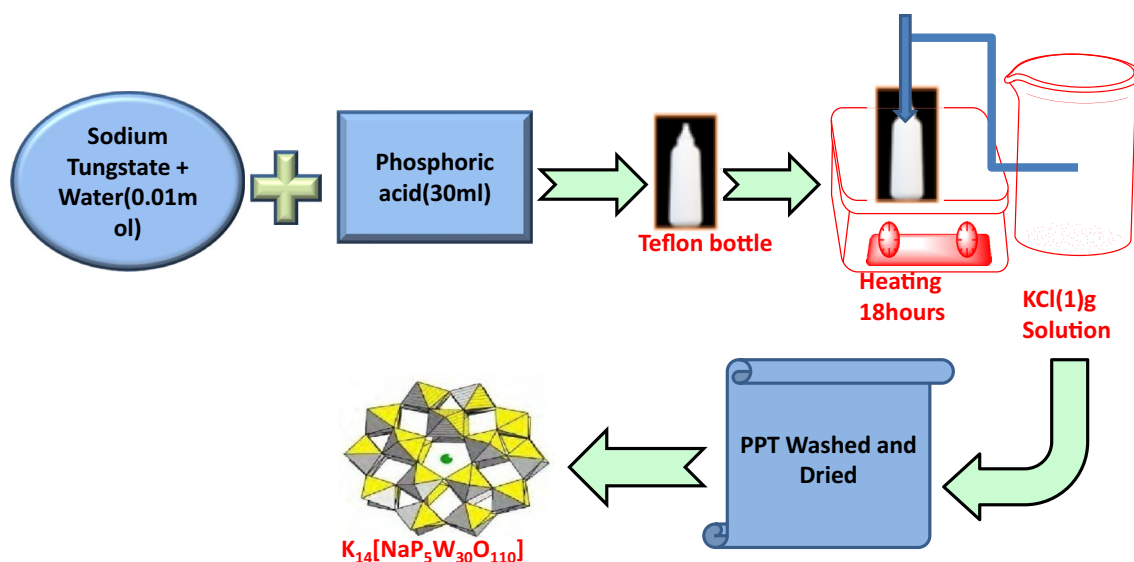 Sodium
Tungstate +
Water(0.01m
ol)
Phosphoric
acid(30ml)
Teflon bottle
Heating
18hours
KCl(1)g
Solution
PPT Washed and
Dried
K₁₄[NaP₅W₃₀O₁₁₀]